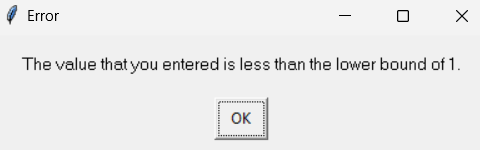 Error
The value that you entered is less than the lower bound of 1.
OK